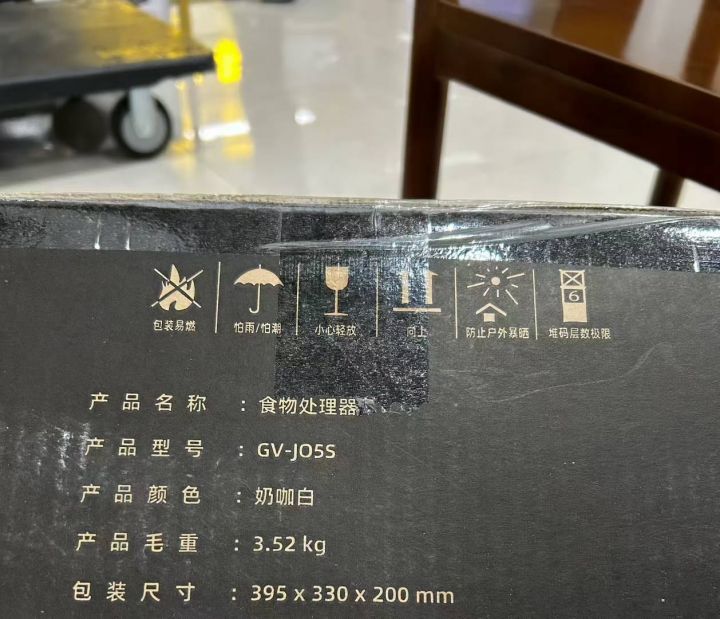 包装易燃 怕雨/怕潮 小心轻放 向上 防止户外暴晒 堆码层数极限
6
产品名称 : 食物处理器
产品型号 : GV-J05S
产品颜色 : 奶咖白
产品毛重 : 3.52 kg
包装尺寸 : 395 x 330 x 200 mm